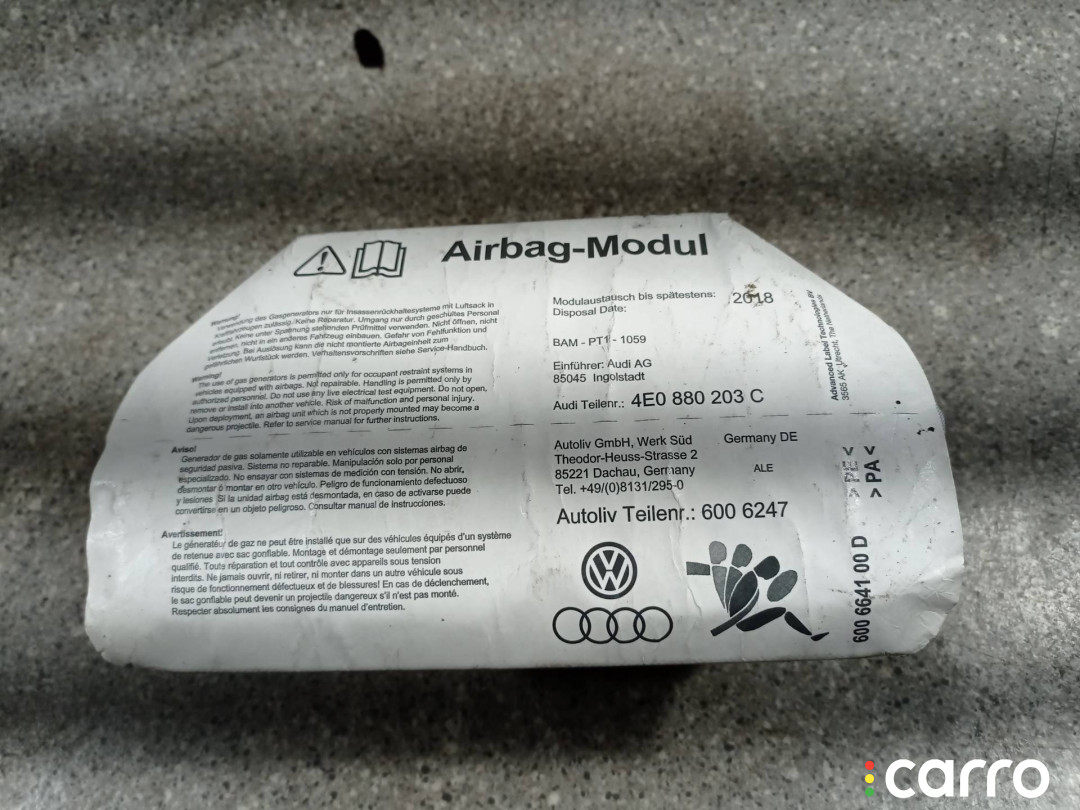 Airbag-Modul
Warnung!
Verwendung des Gasgenerators nur für Insassenrückhaltesysteme mit Luftsack in
zulässig. Keine Reparatur. Umgang nur durch geschultes Personal
erlaubt. Keine unter Spannung stehenden Prüfmittel verwenden. Nicht öffnen, nicht
entfernen, nicht in ein anderes Fahrzeug einbauen. Gefahr von Fehlfunktion und
Verletzung. Bei Auslösung kann die nicht montierte Airbageinheit zum
gefährlichen Wurfstück werden. Verhaltensvorschriften siehe Service-Handbuch.
Warning!
The use of gas generators is permitted only for occupant restraint systems in
vehicles equipped with airbags. Not repairable. Handling is permitted only by
authorized personnel. Do not use any live electrical test equipment. Do not open,
remove or install into another vehicle. Risk of malfunction and personal injury.
Upon deployment, an airbag unit which is not properly mounted may become a
dangerous projectile. Refer to service manual for further instructions.
Aviso!
Generador de gas solamente utilizable en vehículos con sistemas airbag de
seguridad pasiva. Sistema no reparable. Manipulación solo por personal
especializado. No ensayar con sistemas de medición con tensión. No abrir,
desmontar ó montar en otro vehículo. Peligro de funcionamiento defectuoso
y lesiones. Si la unidad airbag está desmontada, en caso de activarse puede
convertirse en un objeto peligroso. Consultar manual de instrucciones.
Avertissement!
Le générateur de gaz ne peut être installé que sur des véhicules équipés d'un système
de retenue avec sac gonflable. Montage et démontage seulement par personnel
qualifié. Toute réparation et tout contrôle avec appareils sous tension
interdits. Ne jamais ouvrir, ni retirer, ni monter dans un autre véhicule sous
risque de fonctionnement défectueux et de blessures! En cas de déclenchement,
le sac gonflable peut devenir un projectile dangereux s'il n'est pas monté.
Respecter absolument les consignes du manuel d'entretien.
Modulaustausch bis spätestens: 2018
Disposal Date:
BAM - PT1 - 1059
Einführer: Audi AG
85045 Ingolstadt
Audi Teilenr.: 4E0 880 203 C
Autoliv GmbH, Werk Süd Germany DE
Theodor-Heuss-Strasse 2
85221 Dachau, Germany ALE
Tel. +49/(0)8131/295-0
Autoliv Teilenr.: 600 6247
Advanced Label Technologies BV
3565 AK, Utrecht, The Netherlands
> PE <
> PA <
600 6641 00 D
carro